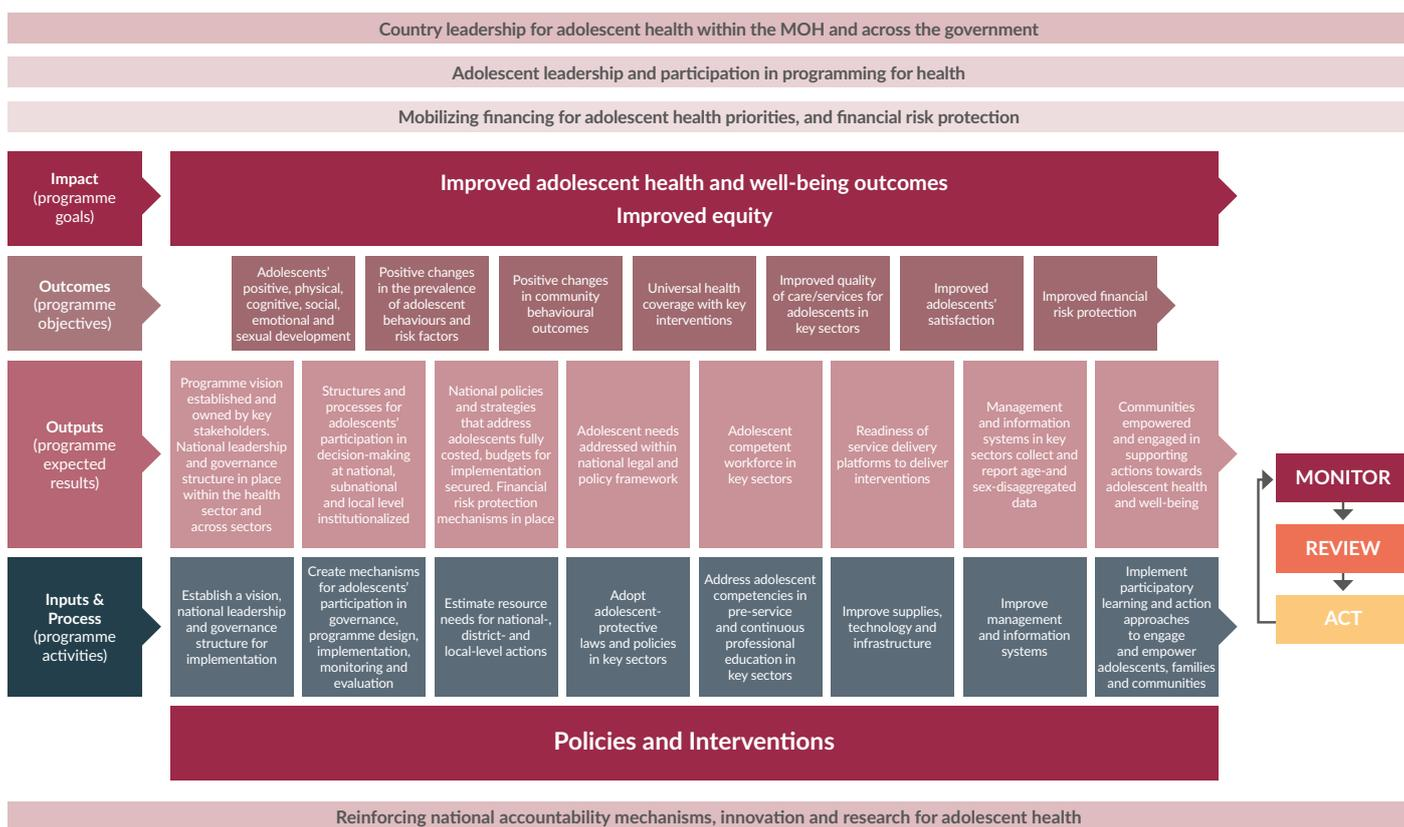 Country leadership for adolescent health within the MOH and across the government
Adolescent leadership and participation in programming for health
Mobilizing financing for adolescent health priorities, and financial risk protection
Impact
(programme
goals)
Improved adolescent health and well-being outcomes
Improved equity
Outcomes
(programme
objectives)
Adolescents’
positive, physical,
cognitive, social,
emotional and
sexual development
Positive changes
in the prevalence
of adolescent
behaviours and
risk factors
Positive changes
in community
behavioural
outcomes
Universal health
coverage with key
interventions
Improved quality
of care/services for
adolescents in
key sectors
Improved
adolescents’
satisfaction
Improved financial
risk protection
Outputs
(programme
expected
results)
Programme vision
established and
owned by key
stakeholders.
National leadership
and governance
structure in place
within the health
sector and
across sectors
Structures and
processes for
adolescents’
participation in
decision-making
at national,
subnational
and local level
institutionalized
National policies
and strategies
that address
adolescents fully
costed, budgets for
implementation
secured. Financial
risk protection
mechanisms in place
Adolescent needs
addressed within
national legal and
policy framework
Adolescent
competent
workforce in
key sectors
Readiness of
service delivery
platforms to deliver
interventions
Management
and information
systems in key
sectors collect and
report age-and
sex-disaggregated
data
Communities
empowered
and engaged in
supporting
actions towards
adolescent health
and well-being
Inputs &
Process
(programme
activities)
Establish a vision,
national leadership
and governance
structure for
implementation
Create mechanisms
for adolescents’
participation in
governance,
programme design,
implementation,
monitoring and
evaluation
Estimate resource
needs for national-,
district- and
local-level actions
Adopt
adolescent-
protective
laws and policies
in key sectors
Address adolescent
competencies in
pre-service
and continuous
professional
education in
key sectors
Improve supplies,
technology and
infrastructure
Improve
management
and information
systems
Implement
participatory
learning and action
approaches
to engage
and empower
adolescents, families
and communities
MONITOR
REVIEW
ACT
Policies and Interventions
Reinforcing national accountability mechanisms, innovation and research for adolescent health